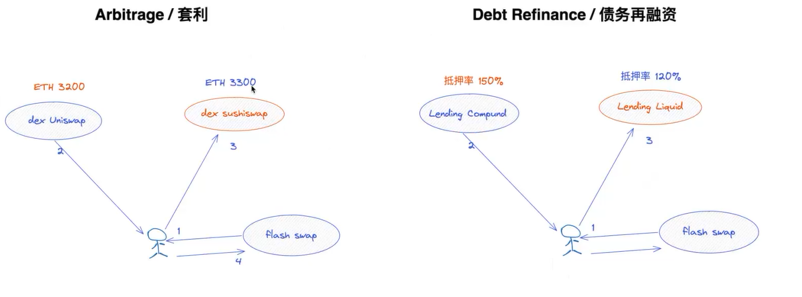 Arbitrage / 套利
ETH 3200
ETH 3300
dex Uniswap
dex sushiswap
2
3
1
flash swap
4
Debt Refinance / 债务再融资
抵押率 150%
抵押率 120%
Lending Compund
Lending Liquid
2
3
1
flash swap